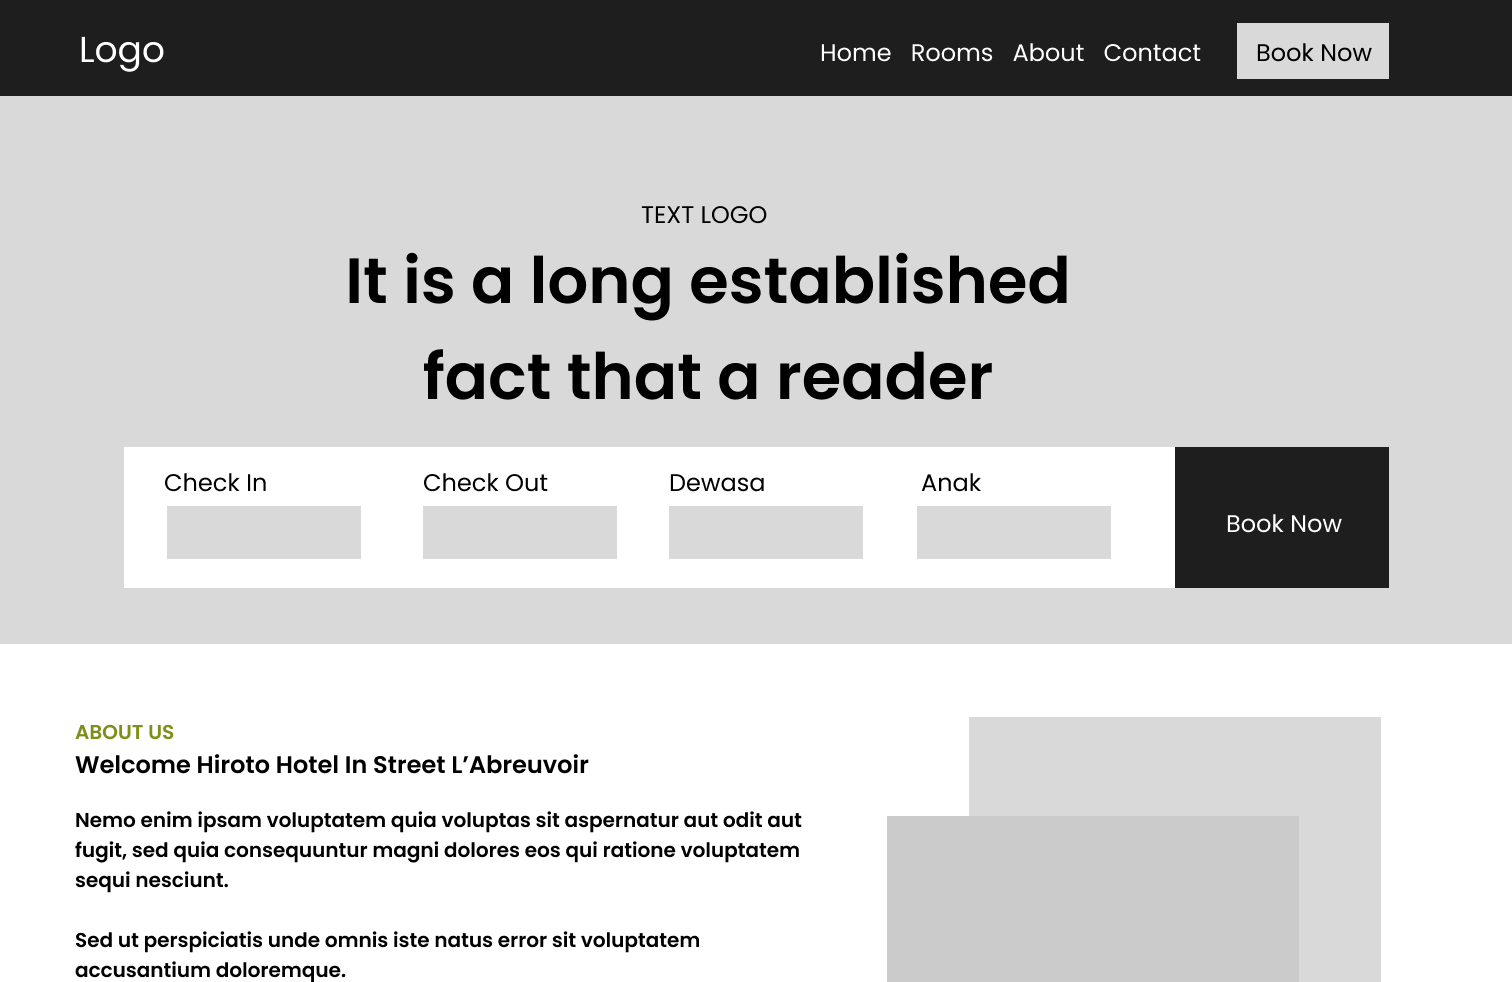 Logo
Home Rooms About Contact Book Now
TEXT LOGO
It is a long established
fact that a reader
Check In Check Out Dewasa Anak
Book Now
ABOUT US
Welcome Hiroto Hotel In Street L’Abreuvoir
Nemo enim ipsam voluptatem quia voluptas sit aspernatur aut odit aut
fugit, sed quia consequuntur magni dolores eos qui ratione voluptatem
sequi nesciunt.
Sed ut perspiciatis unde omnis iste natus error sit voluptatem
accusantium doloremque.